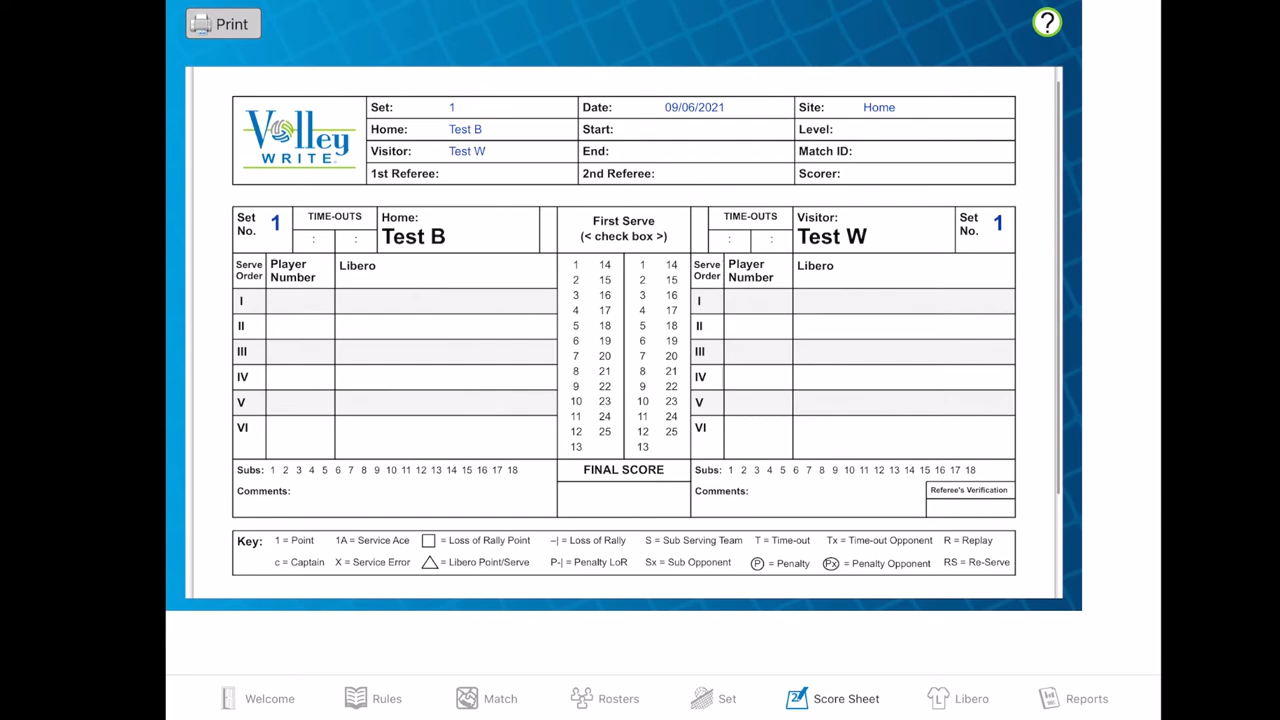 Print
?
Volley
WRITE
Set: 1 Date: 09/06/2021 Site: Home
Home: Test B Start: Level:
Visitor: Test W End: Match ID:
1st Referee: 2nd Referee: Scorer:
Set No. 1 TIME-OUTS : : Home: Test B First Serve (< check box >) TIME-OUTS : : Visitor: Test W Set No. 1
Serve Order Player Number Libero Serve Order Player Number Libero
1 14 1 14
2 15 2 15
I 3 16 3 16 I
4 17 4 17
II 5 18 5 18 II
6 19 6 19
III 7 20 7 20 III
IV 8 21 8 21 IV
9 22 9 22
V 10 23 10 23 V
11 24 11 24
VI 12 25 12 25 VI
13 13
Subs: 1 2 3 4 5 6 7 8 9 10 11 12 13 14 15 16 17 18 FINAL SCORE Subs: 1 2 3 4 5 6 7 8 9 10 11 12 13 14 15 16 17 18
Comments: Comments: Referee's Verification
Key: 1 = Point 1A = Service Ace = Loss of Rally Point –| = Loss of Rally S = Sub Serving Team T = Time-out Tx = Time-out Opponent R = Replay
c = Captain X = Service Error = Libero Point/Serve P-| = Penalty LoR Sx = Sub Opponent P = Penalty Px = Penalty Opponent RS = Re-Serve
Welcome Rules Match Rosters Set Score Sheet Libero Reports